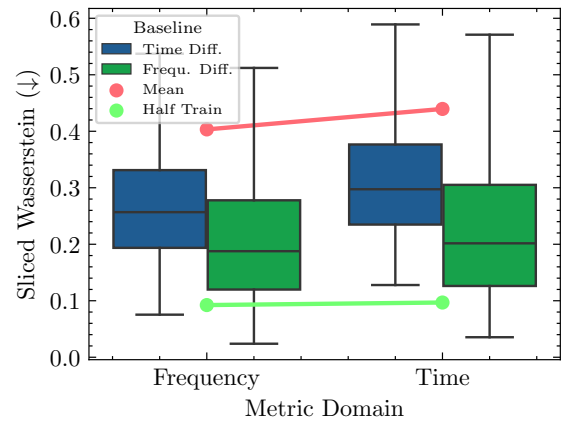 Baseline
Time Diff.
Frequ. Diff.
Mean
Half Train
Sliced Wasserstein (↓)
0.6
0.5
0.4
0.3
0.2
0.1
0.0
Frequency
Time
Metric Domain